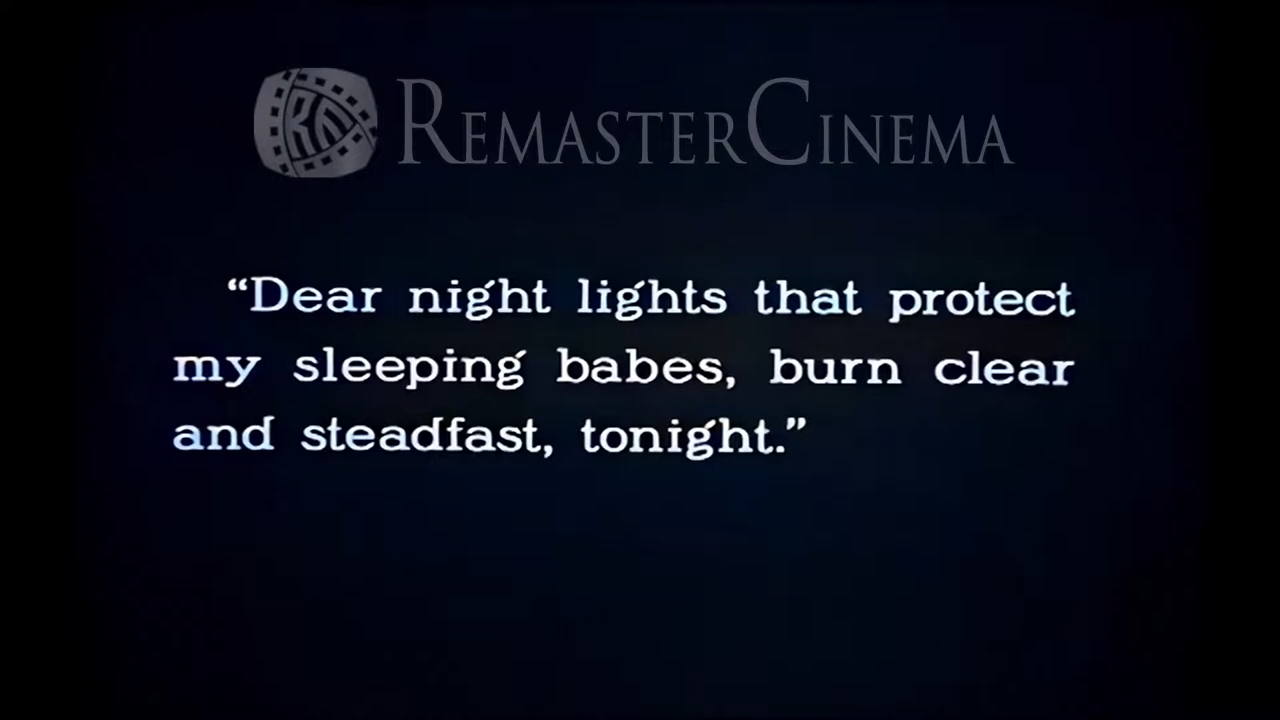 REMASTERCINEMA
“Dear night lights that protect
my sleeping babes, burn clear
and steadfast, tonight.”